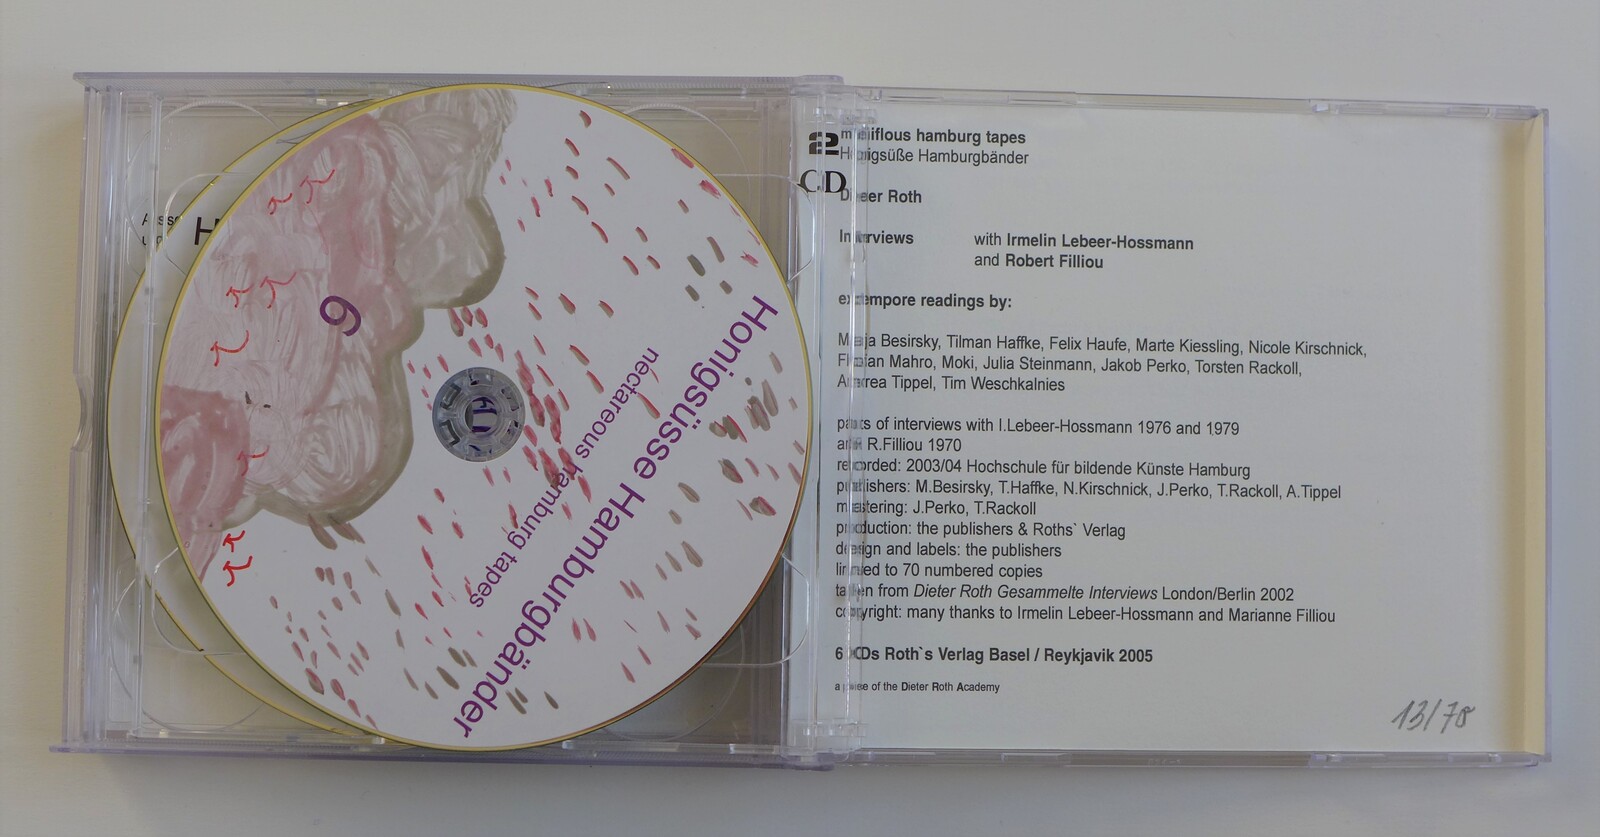 6
Honigsüsse Hamburgbänder
nectareous hamburg tapes
H
2
CD
hamburg tapes
Honigsüße Hamburgbänder
Dieter Roth
Interviews with Irmelin Lebeer-Hossmann
and Robert Filliou
extempore readings by:
Besirsky, Tilman Haffke, Felix Haufe, Marte Kiessling, Nicole Kirschnick,
Florian Mahro, Moki, Julia Steinmann, Jakob Perko, Torsten Rackoll,
Andrea Tippel, Tim Weschkalnies
parts of interviews with I.Lebeer-Hossmann 1976 and 1979
and R.Filliou 1970
recorded: 2003/04 Hochschule für bildende Künste Hamburg
publishers: M.Besirsky, T.Haffke, N.Kirschnick, J.Perko, T.Rackoll, A.Tippel
mastering: J.Perko, T.Rackoll
production: the publishers & Roths` Verlag
design and labels: the publishers
limited to 70 numbered copies
taken from Dieter Roth Gesammelte Interviews London/Berlin 2002
copyright: many thanks to Irmelin Lebeer-Hossmann and Marianne Filliou
6 CDs Roth`s Verlag Basel / Reykjavik 2005
a piece of the Dieter Roth Academy
13/70